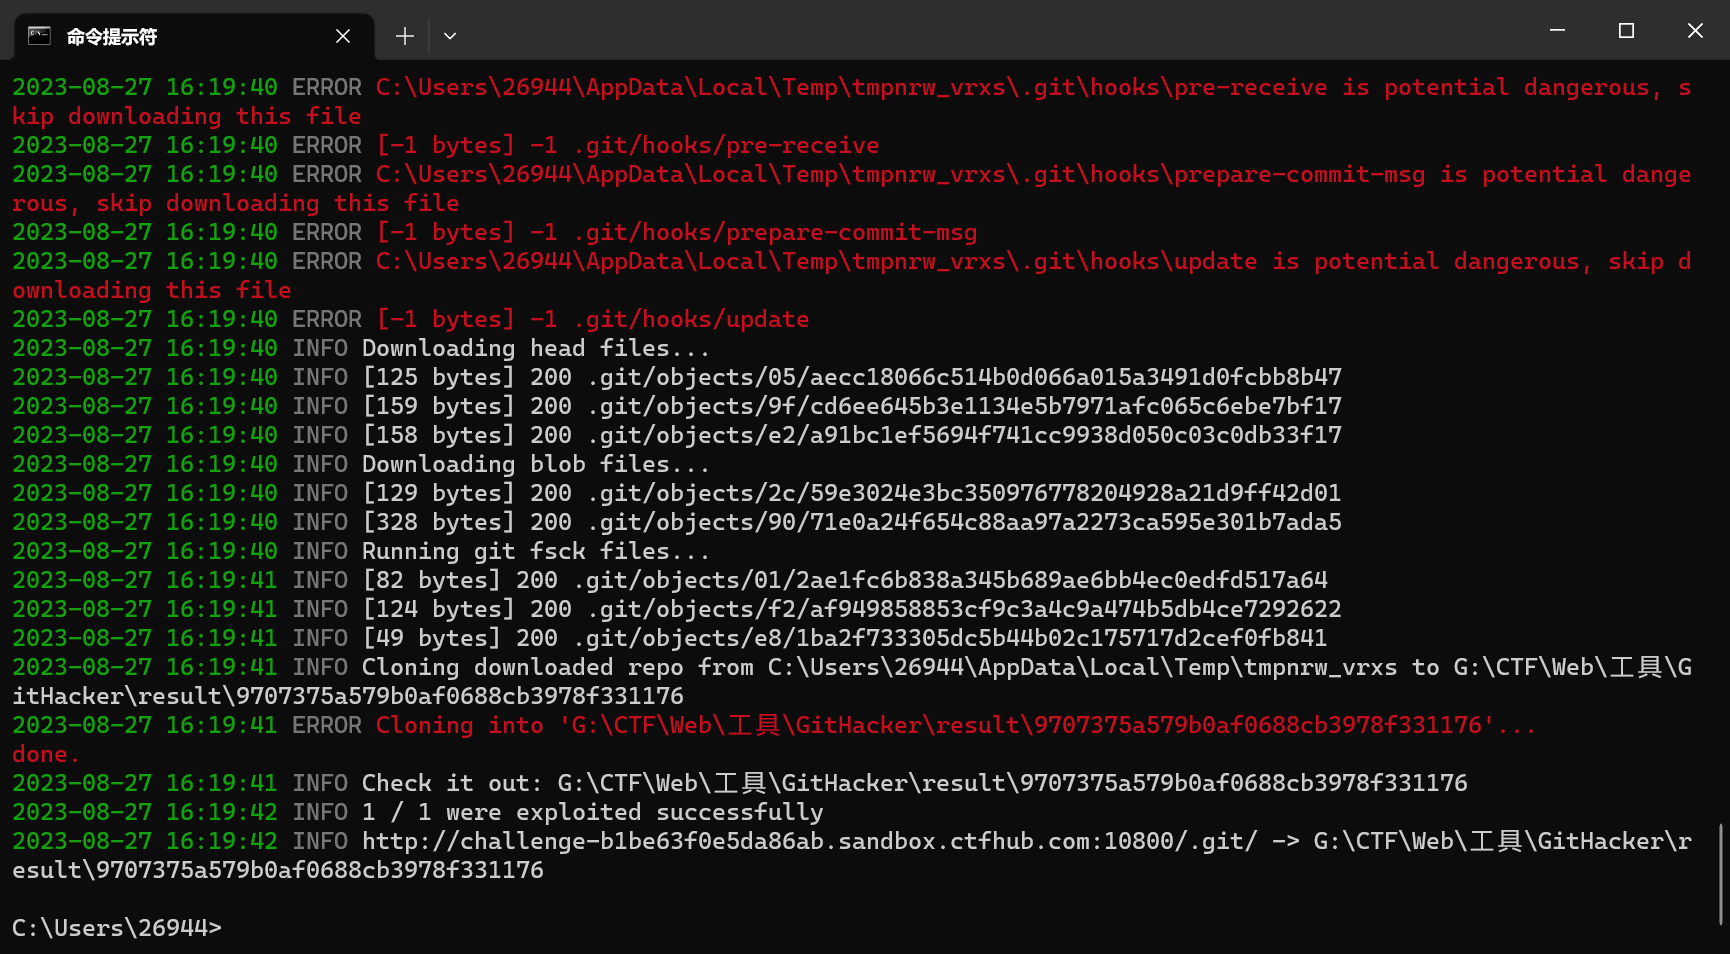 命令提示符
2023-08-27 16:19:40 ERROR C:\Users\26944\AppData\Local\Temp\tmpnrw_vrxs\.git\hooks\pre-receive is potential dangerous, s
kip downloading this file
2023-08-27 16:19:40 ERROR [-1 bytes] -1 .git/hooks/pre-receive
2023-08-27 16:19:40 ERROR C:\Users\26944\AppData\Local\Temp\tmpnrw_vrxs\.git\hooks\prepare-commit-msg is potential dange
rous, skip downloading this file
2023-08-27 16:19:40 ERROR [-1 bytes] -1 .git/hooks/prepare-commit-msg
2023-08-27 16:19:40 ERROR C:\Users\26944\AppData\Local\Temp\tmpnrw_vrxs\.git\hooks\update is potential dangerous, skip d
ownloading this file
2023-08-27 16:19:40 ERROR [-1 bytes] -1 .git/hooks/update
2023-08-27 16:19:40 INFO Downloading head files...
2023-08-27 16:19:40 INFO [125 bytes] 200 .git/objects/05/aecc18066c514b0d066a015a3491d0fcbb8b47
2023-08-27 16:19:40 INFO [159 bytes] 200 .git/objects/9f/cd6ee645b3e1134e5b7971afc065c6ebe7bf17
2023-08-27 16:19:40 INFO [158 bytes] 200 .git/objects/e2/a91bc1ef5694f741cc9938d050c03c0db33f17
2023-08-27 16:19:40 INFO Downloading blob files...
2023-08-27 16:19:40 INFO [129 bytes] 200 .git/objects/2c/59e3024e3bc350976778204928a21d9ff42d01
2023-08-27 16:19:40 INFO [328 bytes] 200 .git/objects/90/71e0a24f654c88aa97a2273ca595e301b7ada5
2023-08-27 16:19:40 INFO Running git fsck files...
2023-08-27 16:19:41 INFO [82 bytes] 200 .git/objects/01/2ae1fc6b838a345b689ae6bb4ec0edfd517a64
2023-08-27 16:19:41 INFO [124 bytes] 200 .git/objects/f2/af949858853cf9c3a4c9a474b5db4ce7292622
2023-08-27 16:19:41 INFO [49 bytes] 200 .git/objects/e8/1ba2f733305dc5b44b02c175717d2cef0fb841
2023-08-27 16:19:41 INFO Cloning downloaded repo from C:\Users\26944\AppData\Local\Temp\tmpnrw_vrxs to G:\CTF\Web\工具\G
itHacker\result\9707375a579b0af0688cb3978f331176
2023-08-27 16:19:41 ERROR Cloning into 'G:\CTF\Web\工具\GitHacker\result\9707375a579b0af0688cb3978f331176'...
done.
2023-08-27 16:19:41 INFO Check it out: G:\CTF\Web\工具\GitHacker\result\9707375a579b0af0688cb3978f331176
2023-08-27 16:19:42 INFO 1 / 1 were exploited successfully
2023-08-27 16:19:42 INFO http://challenge-b1be63f0e5da86ab.sandbox.ctfhub.com:10800/.git/ -> G:\CTF\Web\工具\GitHacker\r
esult\9707375a579b0af0688cb3978f331176
C:\Users\26944>